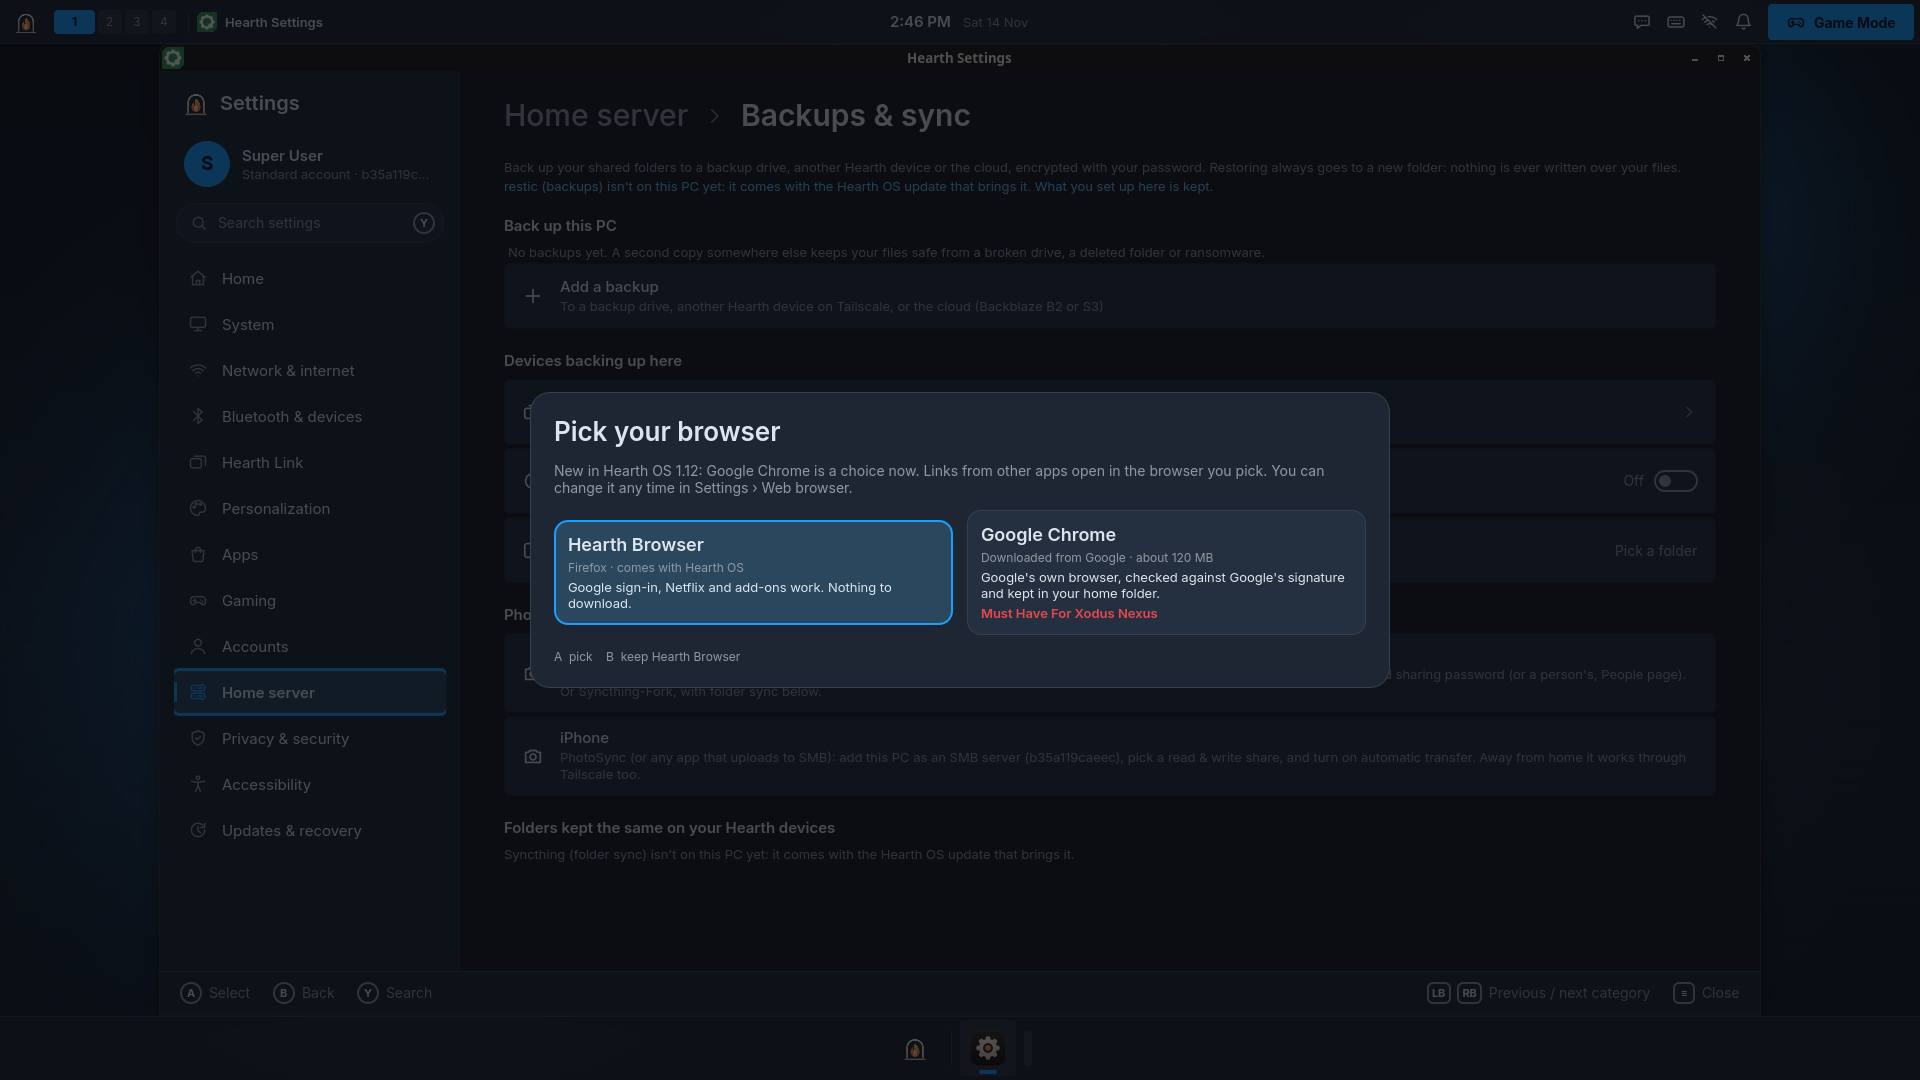 1 2 3 4 Hearth Settings
2:46 PM Sat 14 Nov
Game Mode
Hearth Settings
Settings
S
Super User
Standard account · b35a119c...
Search settings Y
Home
System
Network & internet
Bluetooth & devices
Hearth Link
Personalization
Apps
Gaming
Accounts
Home server
Privacy & security
Accessibility
Updates & recovery
Home server › Backups & sync
Back up your shared folders to a backup drive, another Hearth device or the cloud, encrypted with your password. Restoring always goes to a new folder: nothing is ever written over your files.
restic (backups) isn't on this PC yet: it comes with the Hearth OS update that brings it. What you set up here is kept.
Back up this PC
No backups yet. A second copy somewhere else keeps your files safe from a broken drive, a deleted folder or ransomware.
Add a backup
To a backup drive, another Hearth device on Tailscale, or the cloud (Backblaze B2 or S3)
Devices backing up here
Off
Pick a folder
Pick your browser
New in Hearth OS 1.12: Google Chrome is a choice now. Links from other apps open in the browser you pick. You can
change it any time in Settings › Web browser.
Hearth Browser
Firefox · comes with Hearth OS
Google sign-in, Netflix and add-ons work. Nothing to
download.
Google Chrome
Downloaded from Google · about 120 MB
Google's own browser, checked against Google's signature
and kept in your home folder.
Must Have For Xodus Nexus
A pick B keep Hearth Browser
Pho
sharing password (or a person's, People page).
Or Syncthing-Fork, with folder sync below.
iPhone
PhotoSync (or any app that uploads to SMB): add this PC as an SMB server (b35a119caeec), pick a read & write share, and turn on automatic transfer. Away from home it works through
Tailscale too.
Folders kept the same on your Hearth devices
Syncthing (folder sync) isn't on this PC yet: it comes with the Hearth OS update that brings it.
A Select B Back Y Search
LB RB Previous / next category ≡ Close